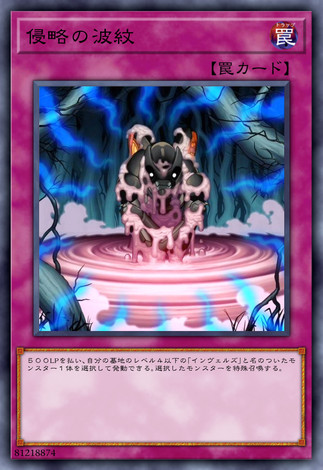 侵略の波紋
トラップ
罠
【罠カード】
５００LPを払い、自分の墓地のレベル４以下の「インヴェルズ」と名のついた
モンスター１体を選択して発動できる。選択したモンスターを特殊召喚する。
81218874